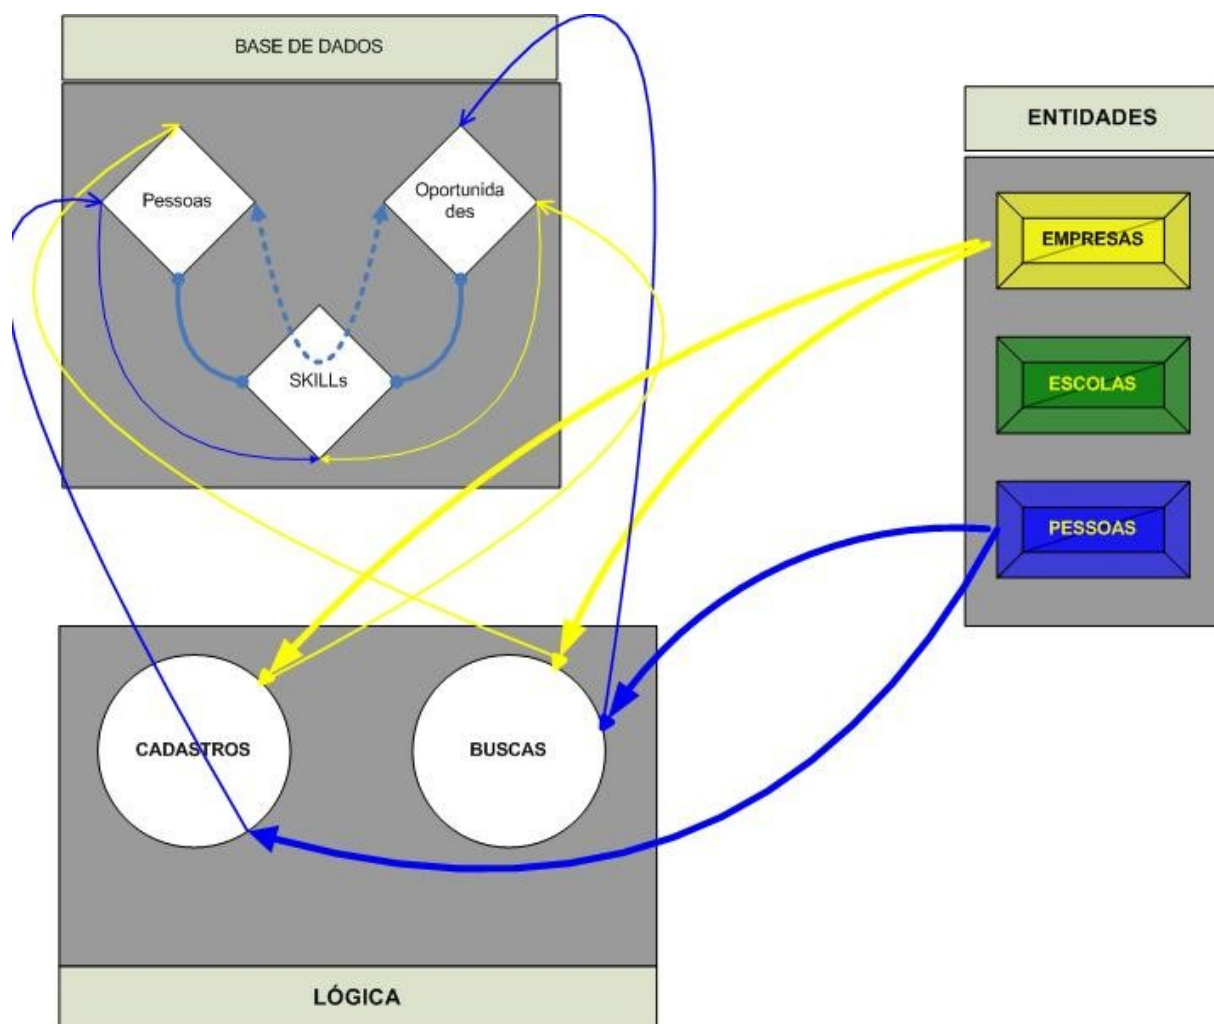 BASE DE DADOS
Pessoas
Oportunida
des
SKILLs
ENTIDADES
EMPRESAS
ESCOLAS
PESSOAS
CADASTROS
BUSCAS
LÓGICA